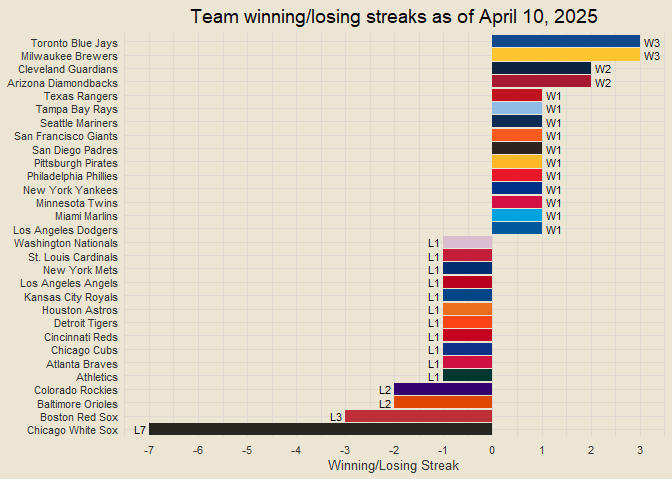 Team winning/losing streaks as of April 10, 2025
Toronto Blue Jays W3
Milwaukee Brewers W3
Cleveland Guardians W2
Arizona Diamondbacks W2
Texas Rangers W1
Tampa Bay Rays W1
Seattle Mariners W1
San Francisco Giants W1
San Diego Padres W1
Pittsburgh Pirates W1
Philadelphia Phillies W1
New York Yankees W1
Minnesota Twins W1
Miami Marlins W1
Los Angeles Dodgers W1
Washington Nationals L1
St. Louis Cardinals L1
New York Mets L1
Los Angeles Angels L1
Kansas City Royals L1
Houston Astros L1
Detroit Tigers L1
Cincinnati Reds L1
Chicago Cubs L1
Atlanta Braves L1
Athletics L1
Colorado Rockies L2
Baltimore Orioles L2
Boston Red Sox L3
Chicago White Sox L7
-7 -6 -5 -4 -3 -2 -1 0 1 2 3
Winning/Losing Streak